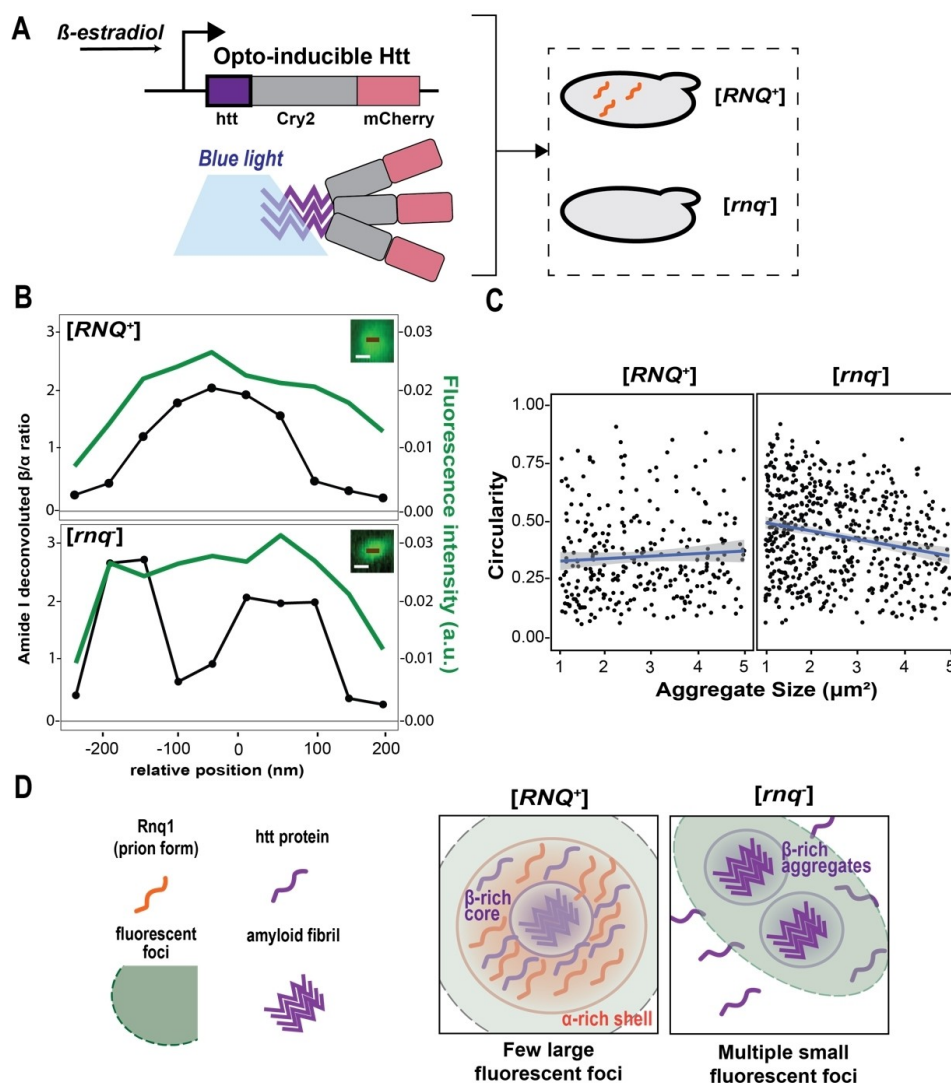 A
ß-estradiol
Opto-inducible Htt
htt
Cry2
mCherry
Blue light
[RNQ⁺]
[rnq⁻]
B
[RNQ⁺]
3
2
1
0
0.03
0.02
0.01
0.00
[rnq⁻]
3
2
1
0
0.03
0.02
0.01
0.00
Amide I deconvoluted β/α ratio
Fluorescence intensity (a.u.)
-200
-100
0
100
200
relative position (nm)
C
[RNQ⁺]
[rnq⁻]
1.00
0.75
0.50
0.25
0.00
Circularity
1 2 3 4 5
1 2 3 4 5
Aggregate Size (µm²)
D
Rnq1
(prion form)
htt protein
fluorescent
foci
amyloid fibril
[RNQ⁺]
β-rich
core
α-rich shell
Few large
fluorescent foci
[rnq⁻]
β-rich
aggregates
Multiple small
fluorescent foci